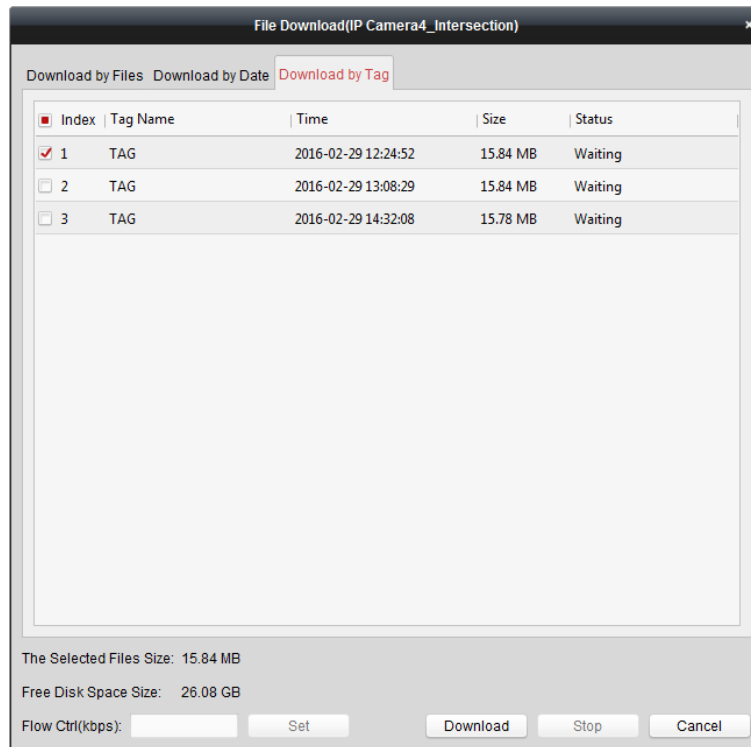 File Download(IP Camera4_Intersection)
Download by Files Download by Date Download by Tag
Index Tag Name Time Size Status
1 TAG 2016-02-29 12:24:52 15.84 MB Waiting
2 TAG 2016-02-29 13:08:29 15.84 MB Waiting
3 TAG 2016-02-29 14:32:08 15.78 MB Waiting
The Selected Files Size: 15.84 MB
Free Disk Space Size: 26.08 GB
Flow Ctrl(kbps): Set Download Stop Cancel